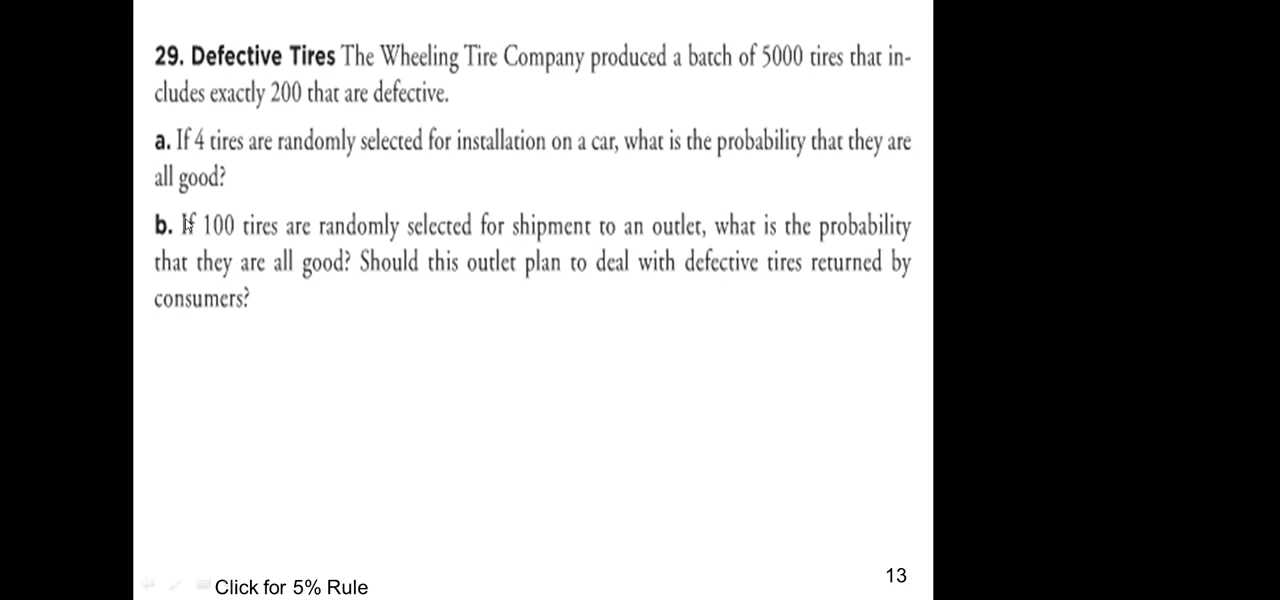 29. Defective Tires The Wheeling Tire Company produced a batch of 5000 tires that in-
cludes exactly 200 that are defective.
a. If 4 tires are randomly selected for installation on a car, what is the probability that they are
all good?
b. If 100 tires are randomly selected for shipment to an outlet, what is the probability
that they are all good? Should this outlet plan to deal with defective tires returned by
consumers?
Click for 5% Rule
13